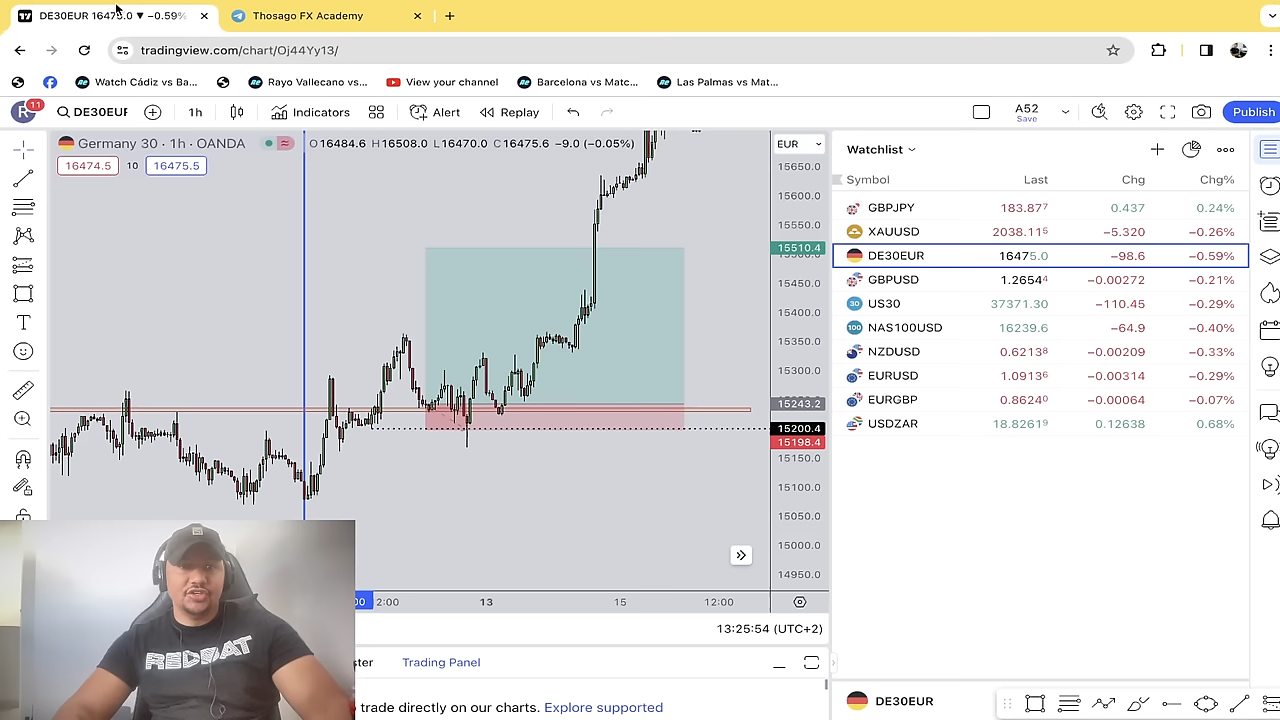 DE30EUR 16475.0 ▼ −0.59%
Thosago FX Academy
tradingview.com/chart/Oj44Yy13/
Watch Cádiz vs Ba...
Rayo Vallecano vs...
View your channel
Barcelona vs Matc...
Las Palmas vs Mat...
R
11
DE30EUR
1h
Indicators
Alert
Replay
A52
Save
Publish
Germany 30 · 1h · OANDA
O16484.6 H16508.0 L16470.0 C16475.6 −9.0 (−0.05%)
EUR
16474.5
10
16475.5
15650.0
15600.0
15550.0
15510.4
15500.0
15450.0
15400.0
15350.0
15300.0
15243.2
15200.4
15198.4
15150.0
15100.0
15050.0
15000.0
14950.0
2:00
13
15
12:00
13:25:54 (UTC+2)
Trading Panel
trade directly on our charts. Explore supported
Watchlist
Symbol Last Chg Chg%
GBPJPY 183.877 0.437 0.24%
XAUUSD 2038.115 −5.320 −0.26%
DE30EUR 16475.0 −98.6 −0.59%
GBPUSD 1.26544 −0.00272 −0.21%
30 US30 37371.30 −110.45 −0.29%
100 NAS100USD 16239.6 −64.9 −0.40%
NZDUSD 0.62138 −0.00209 −0.33%
EURUSD 1.09136 −0.00314 −0.29%
EURGBP 0.86240 −0.00064 −0.07%
USDZAR 18.82619 0.12638 0.68%
DE30EUR
REDBAT